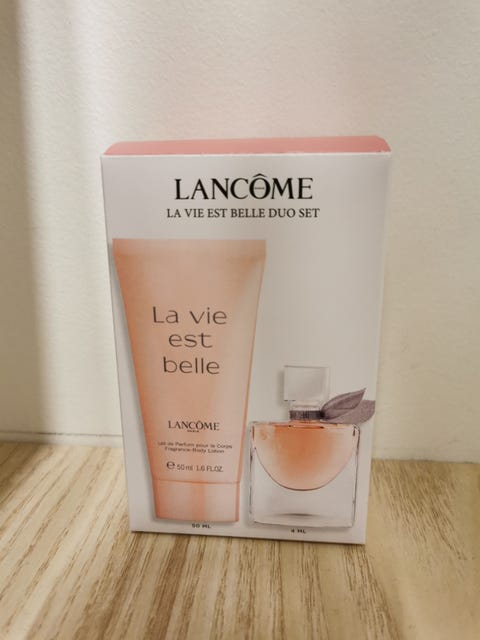 LANCÔME
LA VIE EST BELLE DUO SET
La vie
est
belle
LANCÔME
PARIS
Lait de Parfum pour le Corps
Fragrance-Body Lotion
℮ 50 ml 1.6 FL.OZ.
50 ML
4 ML